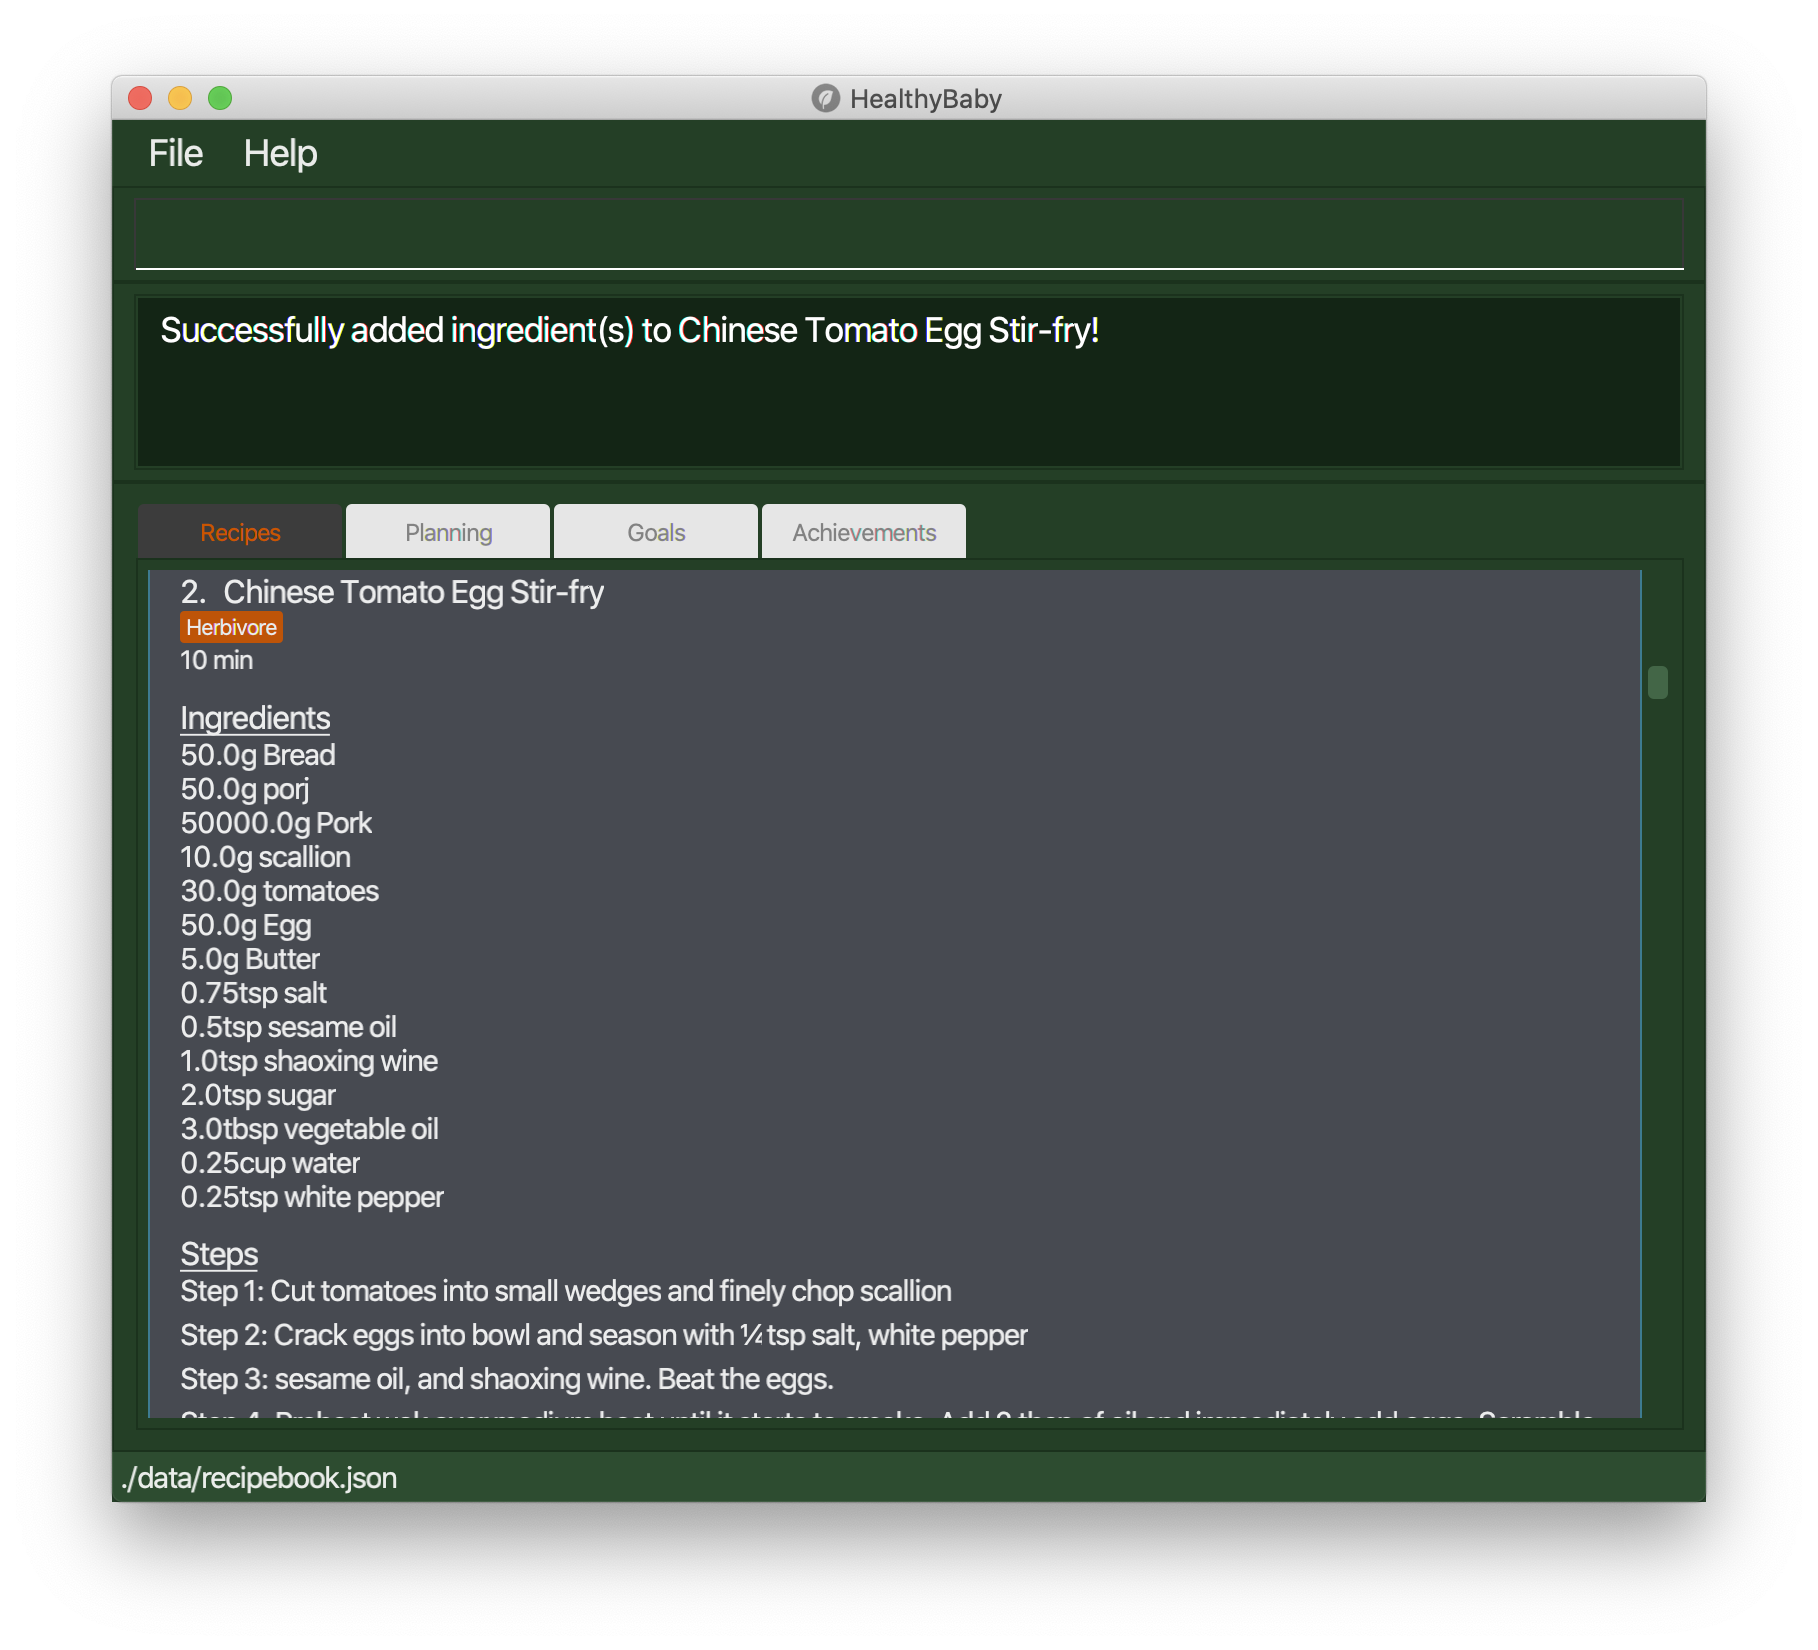 HealthyBaby
File Help
Successfully added ingredient(s) to Chinese Tomato Egg Stir-fry!
Recipes Planning Goals Achievements
2. Chinese Tomato Egg Stir-fry
Herbivore
10 min
Ingredients
50.0g Bread
50.0g porj
50000.0g Pork
10.0g scallion
30.0g tomatoes
50.0g Egg
5.0g Butter
0.75tsp salt
0.5tsp sesame oil
1.0tsp shaoxing wine
2.0tsp sugar
3.0tbsp vegetable oil
0.25cup water
0.25tsp white pepper
Steps
Step 1: Cut tomatoes into small wedges and finely chop scallion
Step 2: Crack eggs into bowl and season with ¼ tsp salt, white pepper
Step 3: sesame oil, and shaoxing wine. Beat the eggs.
./data/recipebook.json